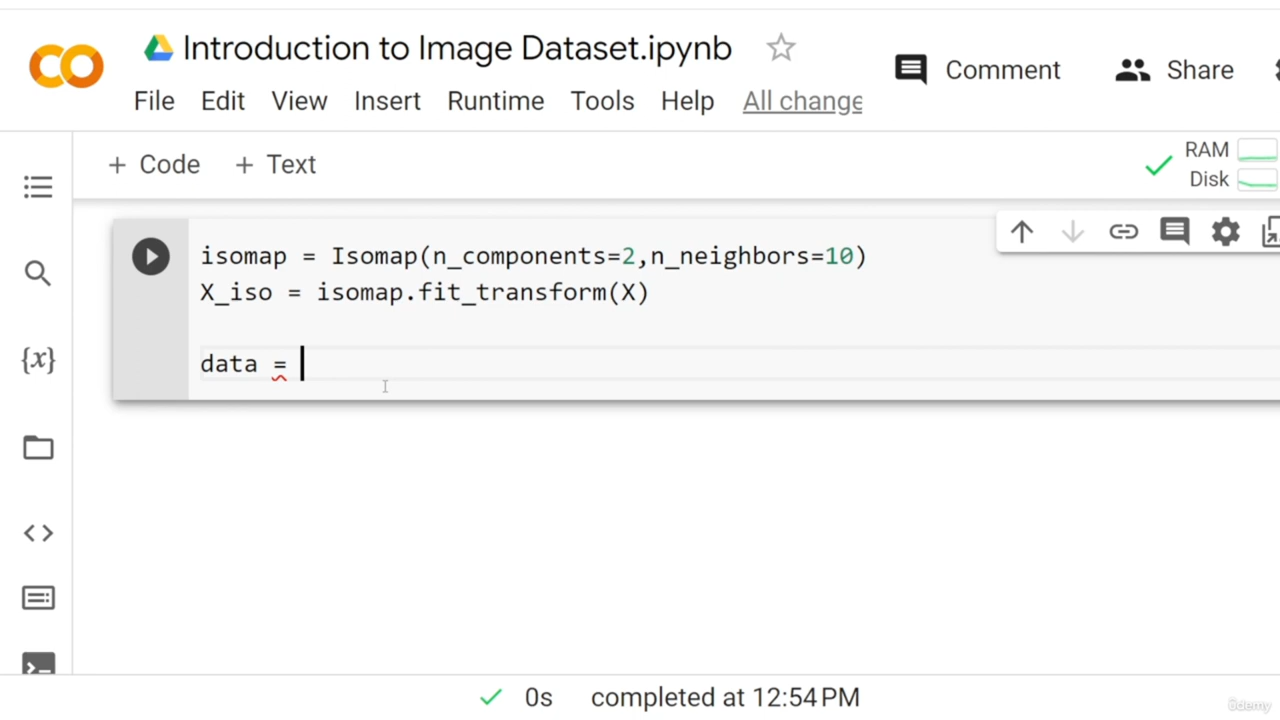 Introduction to Image Dataset.ipynb
Comment
Share
File Edit View Insert Runtime Tools Help All change
+ Code + Text
RAM
Disk
isomap = Isomap(n_components=2,n_neighbors=10)
X_iso = isomap.fit_transform(X)
data =
{x}
0s completed at 12:54 PM
ûdemy